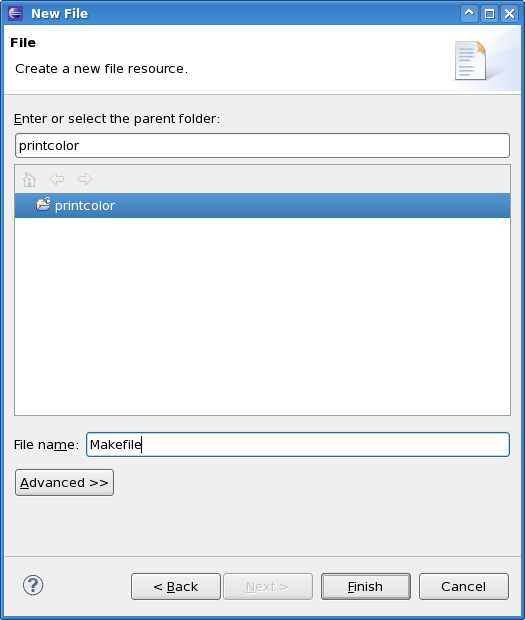 New File
File
Create a new file resource.
Enter or select the parent folder:
printcolor
printcolor
File name: Makefile
Advanced >>
? < Back Next > Finish Cancel